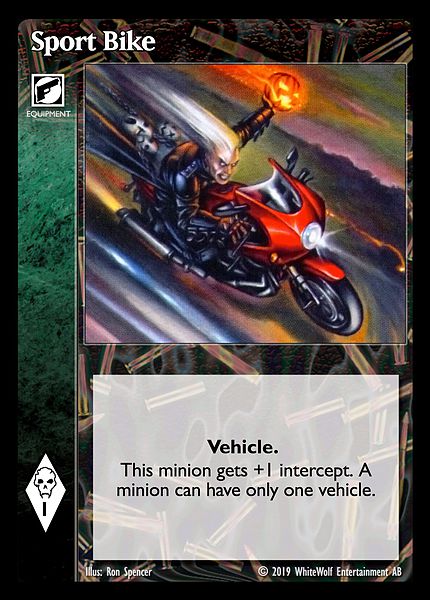 Sport Bike
EQUIPMENT
Vehicle.
This minion gets +1 intercept. A
minion can have only one vehicle.
1
Illus: Ron Spencer
© 2019 WhiteWolf Entertainment AB